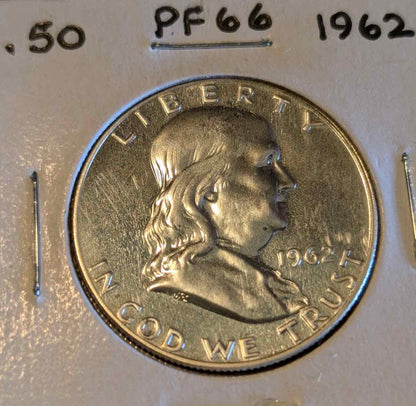 .50 PF66 1962
LIBERTY
1962
IN GOD WE TRUST